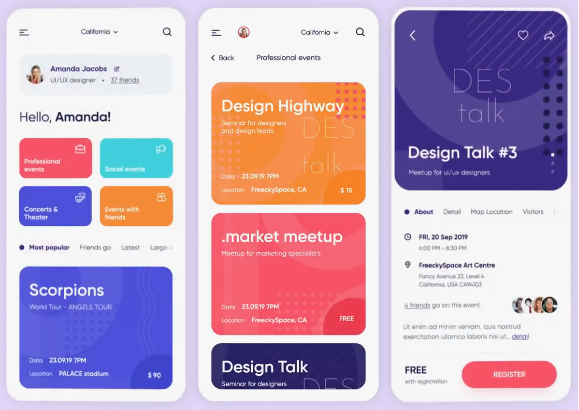 California
Amanda Jacobs
UI/UX designer • 37 friends
Hello, Amanda!
Professional
events
Social events
Concerts &
Theater
Events with
friends
Most popular Friends go Latest Large e
Scorpions
World Tour - ANGELS TOUR
Data 23.09.19 7PM
Location PALACE stadium
$ 90
California
Back Professional events
Design Highway
Seminar for designers
and design leads
DES
talk
Data 23.09.19 7PM
Location FreeckySpace, CA
$ 15
.market meetup
Meetup for marketing specialist's
Data 23.09.19 7PM
Location FreeckySpace, CA
FREE
Design Talk
Seminar for designers
DES
DES
talk
Design Talk #3
Meetup for ui/ux designers
About Detail Map Location Visitors
FRI, 20 Sep 2019
6:00 PM - 8:30 PM
FreeckySpace Art Centre
Fancy Avenue 23, Level 4
California, USA CA94103
4 friends go on this event
Ut enim ad minim veniam, quis nostrud
exercitation ullamco laboris nisi ut... detail
FREE
with registration
REGISTER